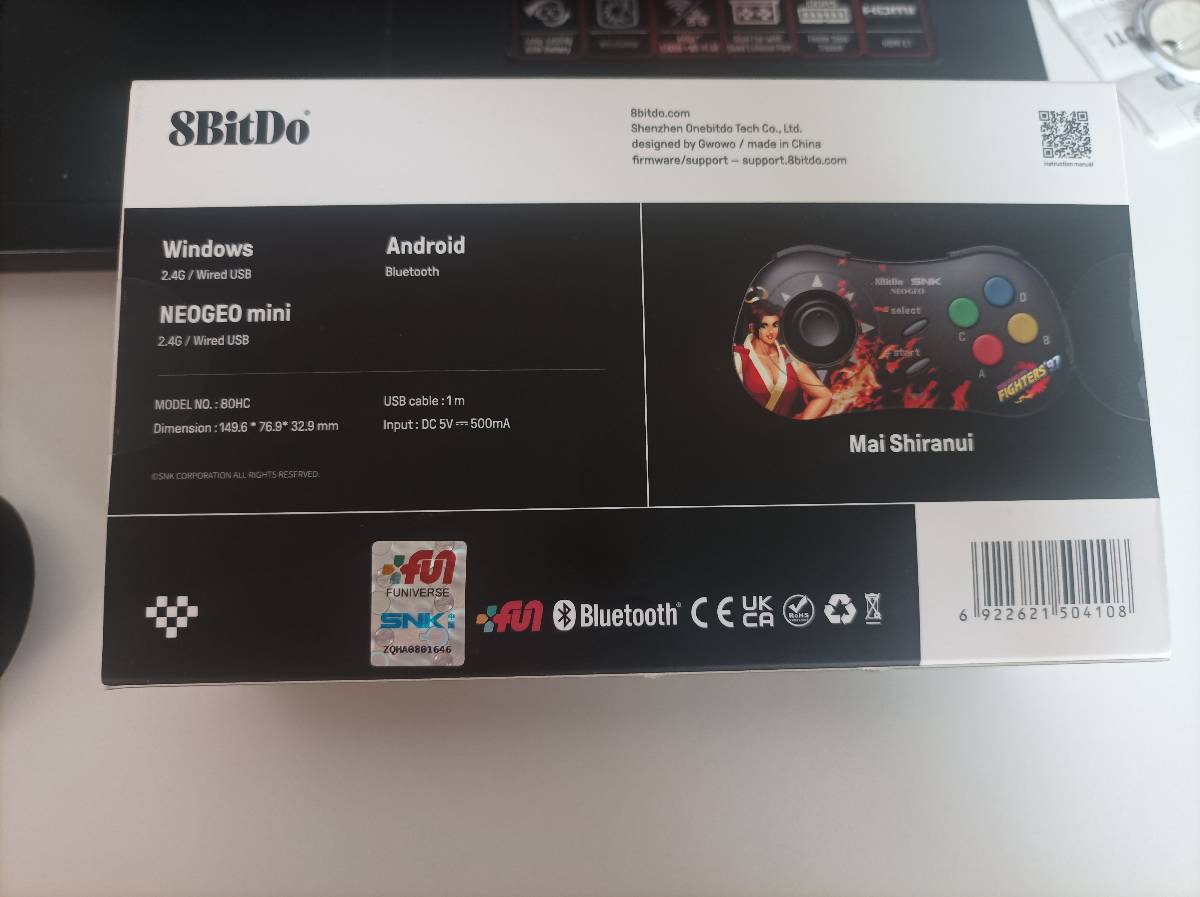 HDMI
8BitDo
8bitdo.com
Shenzhen Onebitdo Tech Co., Ltd.
designed by Gwowo / made in China
firmware/support – support.8bitdo.com
instruction manual
Windows
2.4G / Wired USB
Android
Bluetooth
NEOGEO mini
2.4G / Wired USB
MODEL NO. : 80HC
Dimension : 149.6 * 76.9* 32.9 mm
USB cable : 1 m
Input : DC 5V ⎓ 500mA
©SNK CORPORATION ALL RIGHTS RESERVED.
8BitDo SNK
NEOGEO
select
start
D
C
B
A
FIGHTERS'97
Mai Shiranui
FUN
FUNIVERSE
SNK
ZQHA0801646
FUN
Bluetooth®
CE
UK
CA
RoHS
6 922621 504108